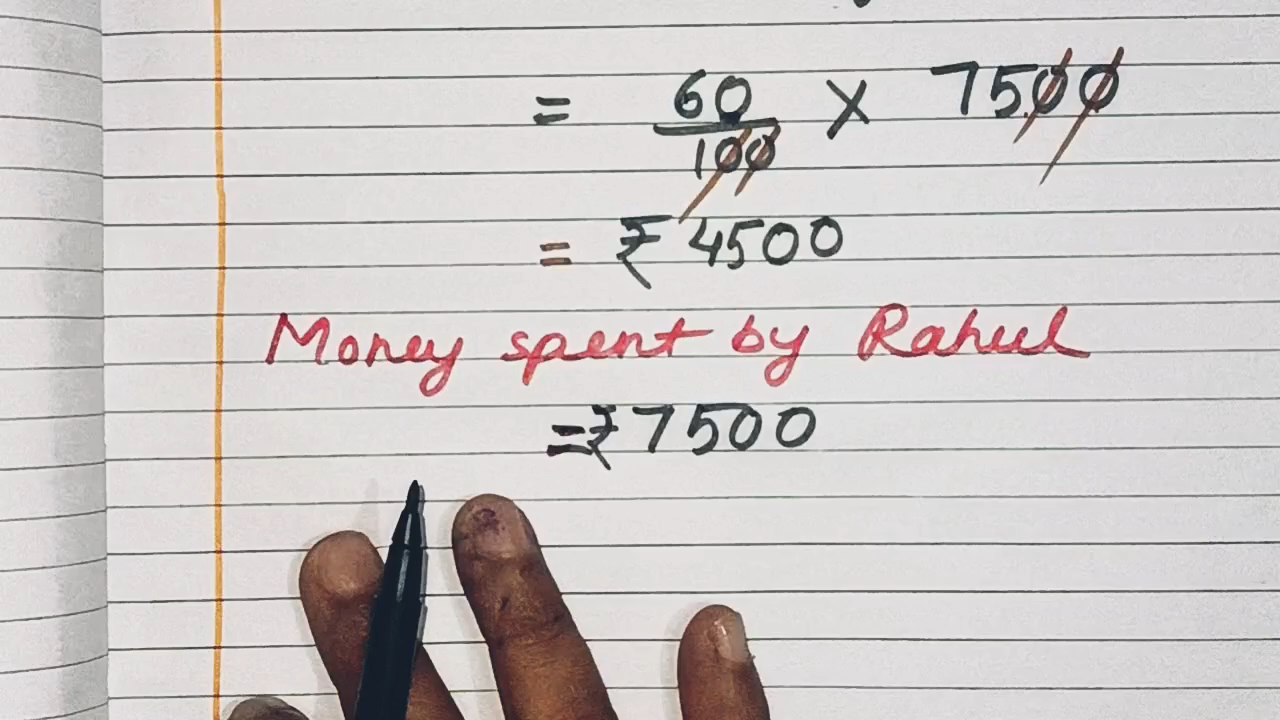 = 60/100 X 7500
= ₹ 4500
Money spent by Rahul
=₹7500